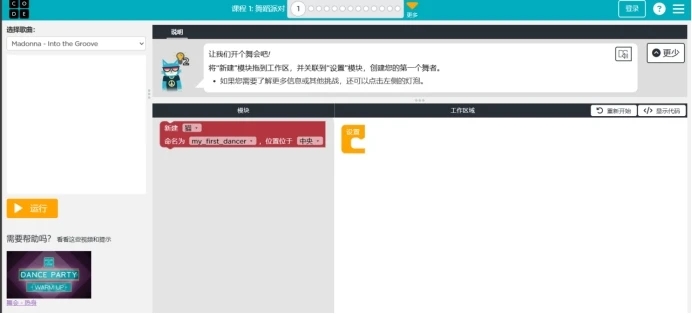 C O
D E
课程 1: 舞蹈派对
1
更多
登录
?
选择歌曲:
Madonna - Into the Groove
说明
让我们开个舞会吧!
将"新建"模块拖到工作区，并关联到"设置"模块，创建您的第一个舞者。
• 如果您需要了解更多信息或其他挑战，还可以点击左侧的灯泡。
2
更少
模块
工作区域
重新开始
</> 显示代码
新建
命名为 my_first_dancer ，位置位于 中央
设置
运行
需要帮助吗? 看看这些视频和提示
DANCE PARTY
WARM UP
舞会 - 热身